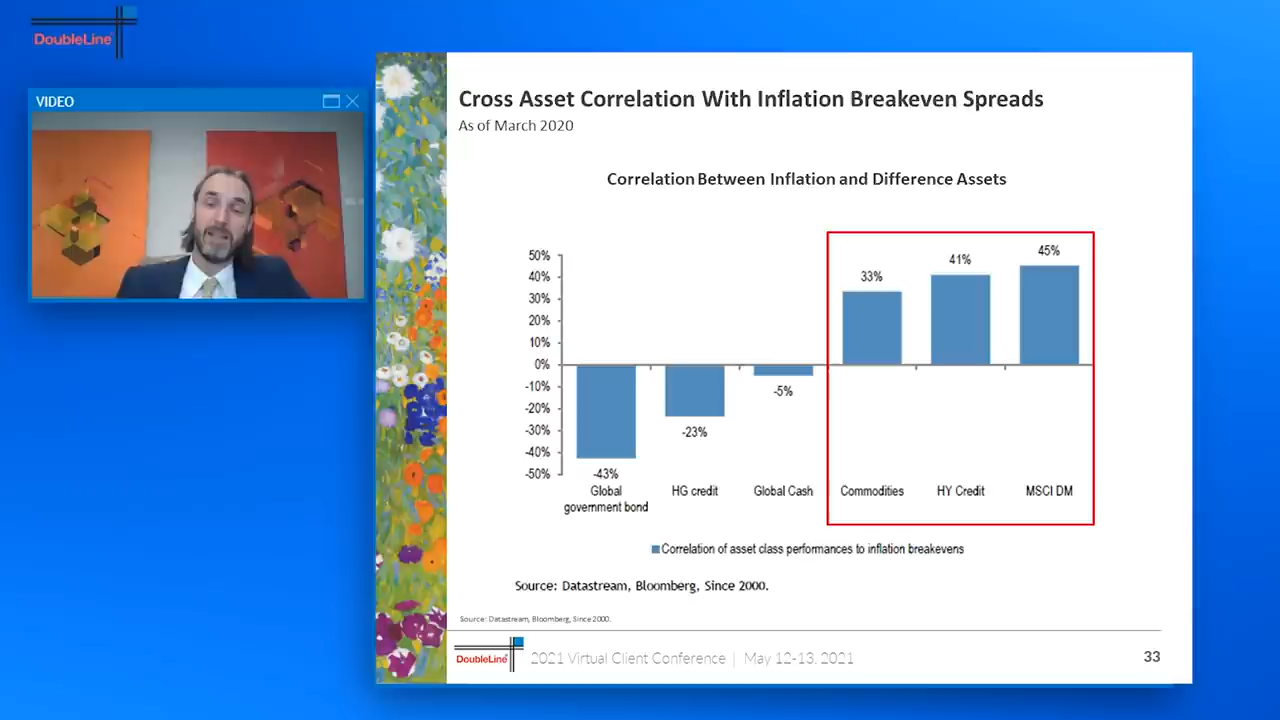 DoubleLine
VIDEO
Cross Asset Correlation With Inflation Breakeven Spreads
As of March 2020
Correlation Between Inflation and Difference Assets
50%
40%
30%
20%
10%
0%
-10%
-20%
-30%
-40%
-50%
-43%
-23%
-5%
33%
41%
45%
Global
government bond
HG credit
Global Cash
Commodities
HY Credit
MSCI DM
Correlation of asset class performances to inflation breakevens
Source: Datastream, Bloomberg, Since 2000.
Source: Datastream, Bloomberg, Since 2000.
DoubleLine
2021 Virtual Client Conference | May 12-13, 2021
33